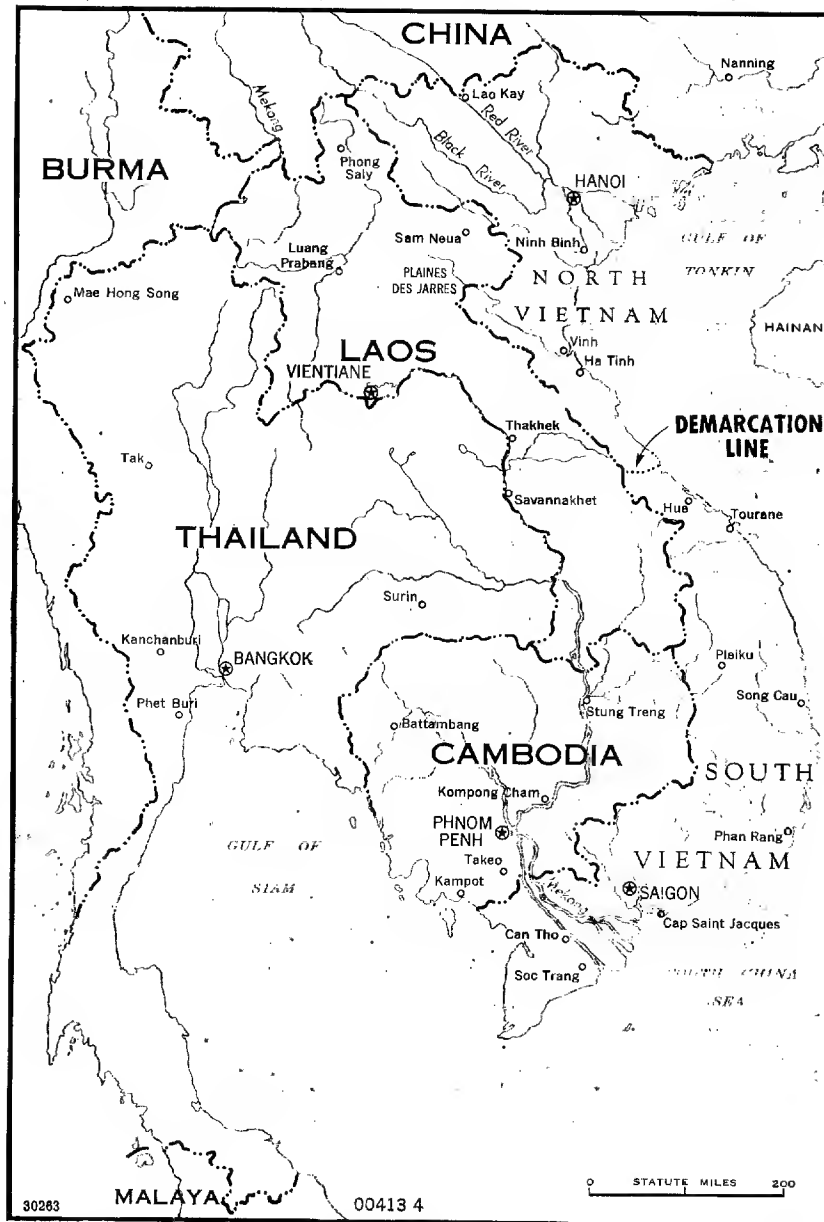 CHINA
Nanning
Lao Kay
Mekong
Red River
Black River
BURMA
Phong
Saly
HANOI
Sam Neua
Ninh Binh
GULF OF
TONKIN
Luang
Prabang
PLAINES
DES JARRES
NORTH
VIETNAM
Mae Hong Song
HAINAN
Vinh
Ha Tinh
LAOS
VIENTIANE
Thakhek
DEMARCATION
LINE
Tak
Savannakhet
Hue
Tourane
THAILAND
Surin
Kanchanburi
BANGKOK
Pleiku
Phet Buri
Stung Treng
Song Cau
Battambang
CAMBODIA
SOUTH
Kompong Cham
PHNOM
PENH
Phan Rang
GULF OF
SIAM
VIETNAM
Takeo
Kampot
Mekong
SAIGON
Cap Saint Jacques
Can Tho
Soc Trang
SOUTH CHINA
SEA
0 STATUTE MILES 200
MALAYA
30263
00413 4